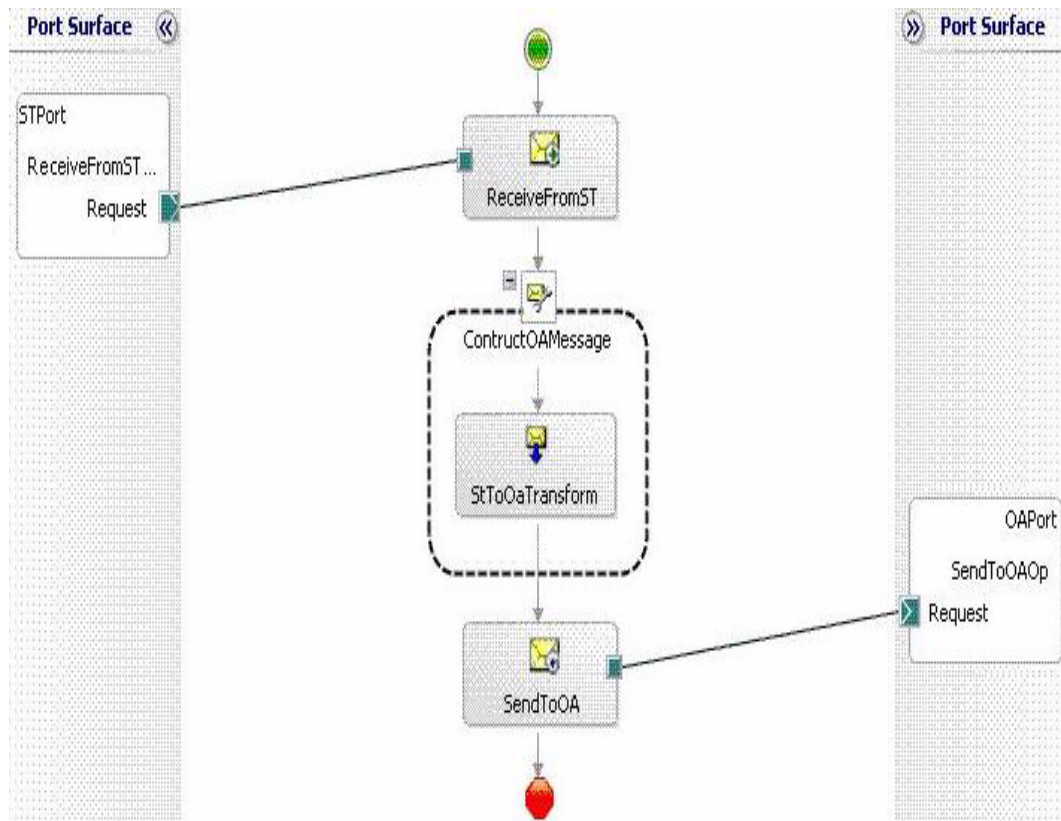 Port Surface
Port Surface
STPort
ReceiveFromST...
Request
ReceiveFromST
ContructOAMessage
StToOaTransform
OAPort
SendToOAOp
Request
SendToOA